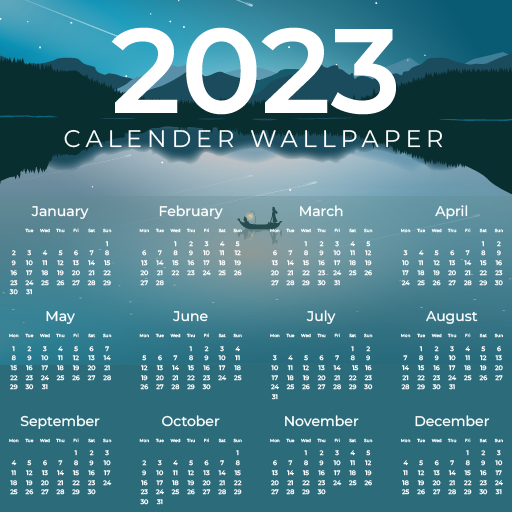 2023
CALENDER WALLPAPER
January
Tue Wed Thu Fri Sat Sun
1
2 3 4 5 6 7 8
9 10 11 12 13 14 15
16 17 18 19 20 21 22
23 24 25 26 27 28 29
30 31
February
Mon Tue Wed Thu Fri Sat Sun
1 2 3 4 5
6 7 8 9 10 11 12
13 14 15 16 17 18 19
20 21 22 23 24 25 26
27 28
March
Mon Tue Wed Thu Fri Sat Sun
1 2 3 4 5
6 7 8 9 10 11 12
13 14 15 16 17 18 19
20 21 22 23 24 25 26
27 28 29 30 31
April
Mon Tue Wed Thu Fri Sat Sun
1 2
3 4 5 6 7 8 9
10 11 12 13 14 15 16
17 18 19 20 21 22 23
24 25 26 27 28 29 30
May
Mon Tue Wed Thu Fri Sat Sun
1 2 3 4 5 6 7
8 9 10 11 12 13 14
15 16 17 18 19 20 21
22 23 24 25 26 27 28
29 30 31
June
Mon Tue Wed Thu Fri Sat Sun
1 2 3 4
5 6 7 8 9 10 11
12 13 14 15 16 17 18
19 20 21 22 23 24 25
26 27 28 29 30
July
Mon Tue Wed Thu Fri Sat Sun
1 2
3 4 5 6 7 8 9
10 11 12 13 14 15 16
17 18 19 20 21 22 23
24 25 26 27 28 29 30
31
August
Mon Tue Wed Thu Fri Sat Sun
1 2 3 4 5 6
7 8 9 10 11 12 13
14 15 16 17 18 19 20
21 22 23 24 25 26 27
28 29 30 31
September
Mon Tue Wed Thu Fri Sat Sun
1 2 3
4 5 6 7 8 9 10
11 12 13 14 15 16 17
18 19 20 21 22 23 24
25 26 27 28 29 30
October
Mon Tue Wed Thu Fri Sat Sun
1
2 3 4 5 6 7 8
9 10 11 12 13 14 15
16 17 18 19 20 21 22
23 24 25 26 27 28 29
30 31
November
Mon Tue Wed Thu Fri Sat Sun
1 2 3 4 5
6 7 8 9 10 11 12
13 14 15 16 17 18 19
20 21 22 23 24 25 26
27 28 29 30
December
Mon Tue Wed Thu Fri Sat Sun
1 2 3
4 5 6 7 8 9 10
11 12 13 14 15 16 17
18 19 20 21 22 23 24
25 26 27 28 29 30 31